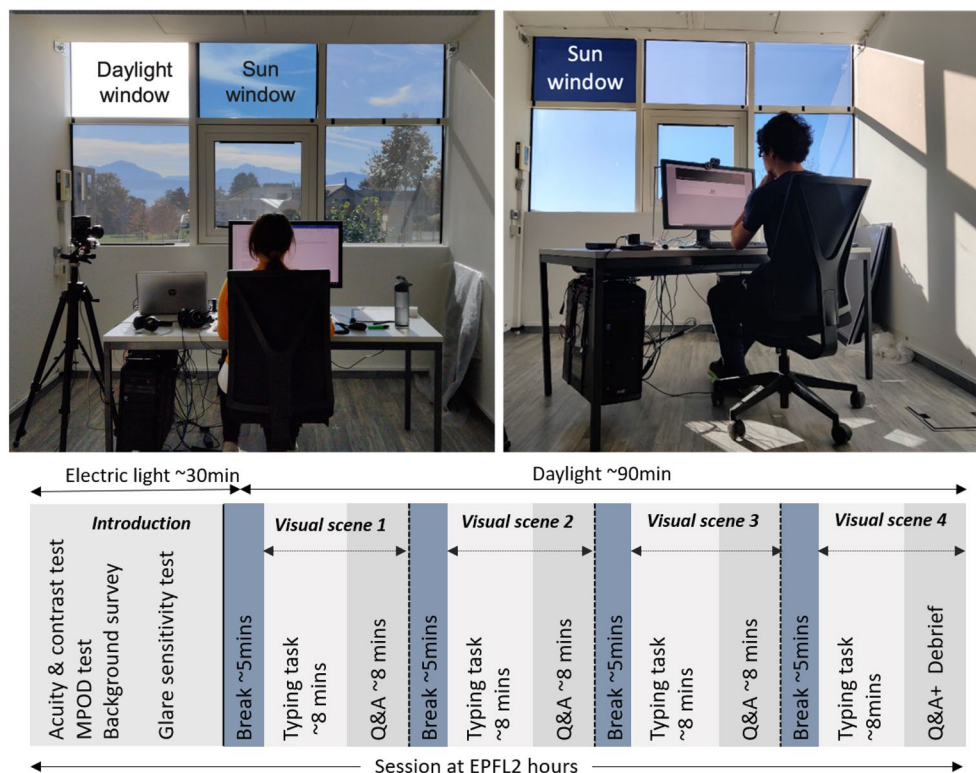 Daylight
window
Sun
window
Sun
window
Electric light ~30min
Daylight ~90min
Introduction
Acuity & contrast test
MPOD test
Background survey
Glare sensitivity test
Break ~5mins
Visual scene 1
Typing task
~8 mins
Q&A ~8 mins
Break ~5mins
Visual scene 2
Typing task
~8 mins
Q&A ~8 mins
Break ~5mins
Visual scene 3
Typing task
~8 mins
Q&A ~8 mins
Break ~5mins
Visual scene 4
Typing task
~8mins
Q&A+ Debrief
Session at EPFL2 hours